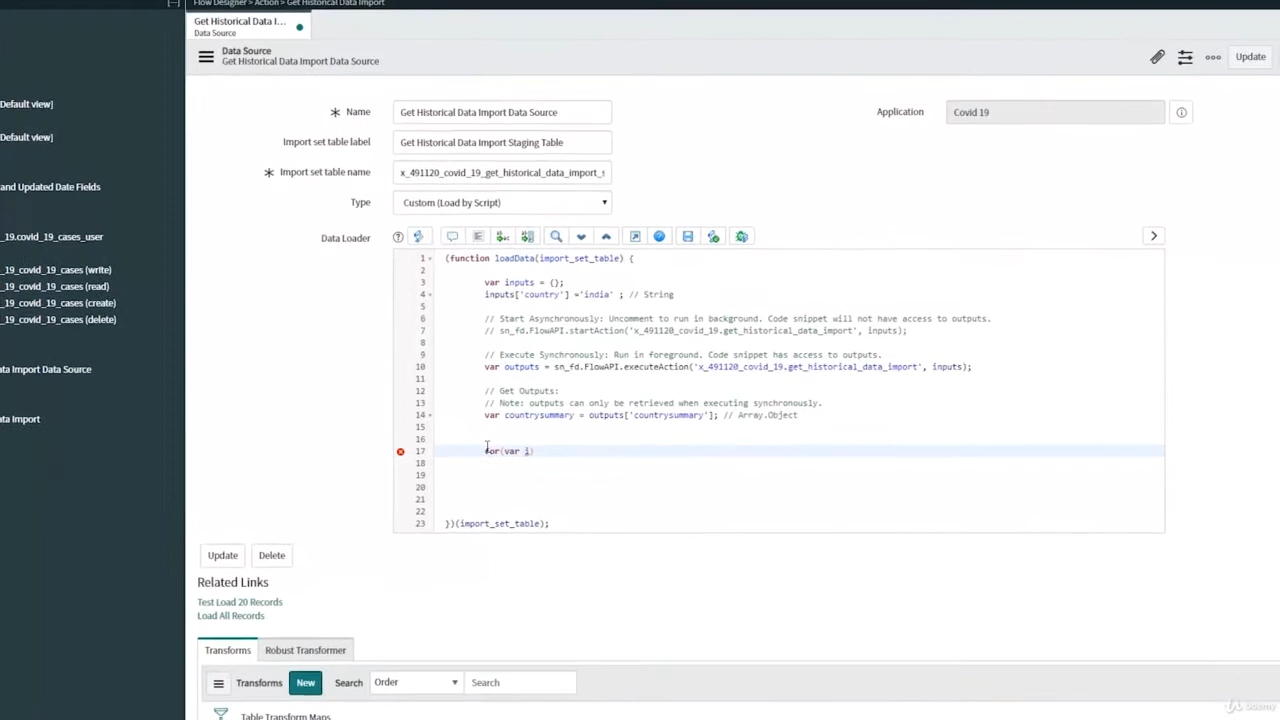 Flow Designer > Action > Get Historical Data Import
Get Historical Data I...
Data Source
Data Source
Get Historical Data Import Data Source
Update
Default view]
Default view]
and Updated Date Fields
_19.covid_19_cases_user
_19_covid_19_cases (write)
_19_covid_19_cases (read)
_19_covid_19_cases (create)
_19_covid_19_cases (delete)
ata Import Data Source
ata Import
Name
Get Historical Data Import Data Source
Application
Covid 19
Import set table label
Get Historical Data Import Staging Table
Import set table name
x_491120_covid_19_get_historical_data_import_s
Type
Custom (Load by Script)
Data Loader
1 (function loadData(import_set_table) {
2
3 var inputs = {};
4 inputs['country'] ='india' ; // String
5
6 // Start Asynchronously: Uncomment to run in background. Code snippet will not have access to outputs.
7 // sn_fd.FlowAPI.startAction('x_491120_covid_19.get_historical_data_import', inputs);
8
9 // Execute Synchronously: Run in foreground. Code snippet has access to outputs.
10 var outputs = sn_fd.FlowAPI.executeAction('x_491120_covid_19.get_historical_data_import', inputs);
11
12 // Get Outputs:
13 // Note: outputs can only be retrieved when executing synchronously.
14 var countrysummary = outputs['countrysummary']; // Array.Object
15
16
17 for(var i)
18
19
20
21
22
23 })(import_set_table);
Update Delete
Related Links
Test Load 20 Records
Load All Records
Transforms Robust Transformer
Transforms New Search Order Search
Table Transform Maps
Udemy